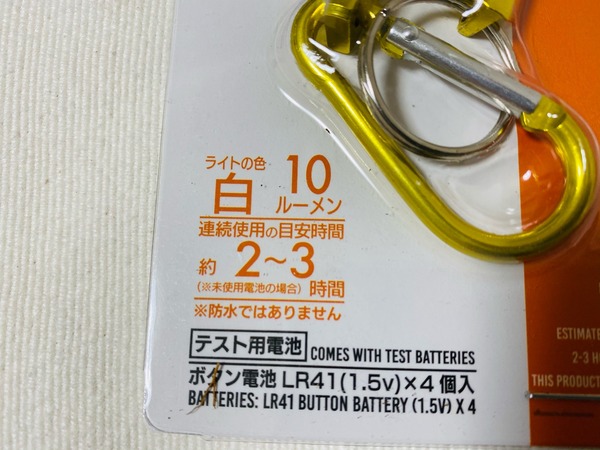 ライトの色
白
10
ルーメン
連続使用の目安時間
約 2〜3 時間
(※未使用電池の場合)
※防水ではありません
テスト用電池 COMES WITH TEST BATTERIES
ボタン電池 LR41(1.5v)×4個入
BATTERIES: LR41 BUTTON BATTERY (1.5V) X 4
ESTIMATE
2-3 H
THIS PRODUCT